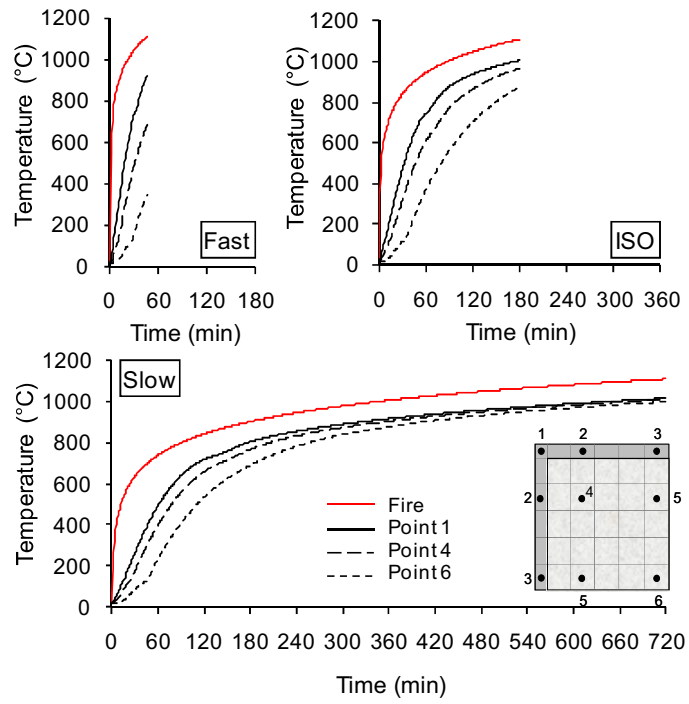 1200
1000
800
600
400
200
0
Temperature (°C)
Fast
0 60 120 180
Time (min)
1200
1000
800
600
400
200
0
Temperature (°C)
ISO
0 60 120 180 240 300 360
Time (min)
1200
1000
800
600
400
200
0
Temperature (°C)
Slow
Fire
Point 1
Point 4
Point 6
1 2 3
2 4 5
3
5 6
0 60 120 180 240 300 360 420 480 540 600 660 720
Time (min)